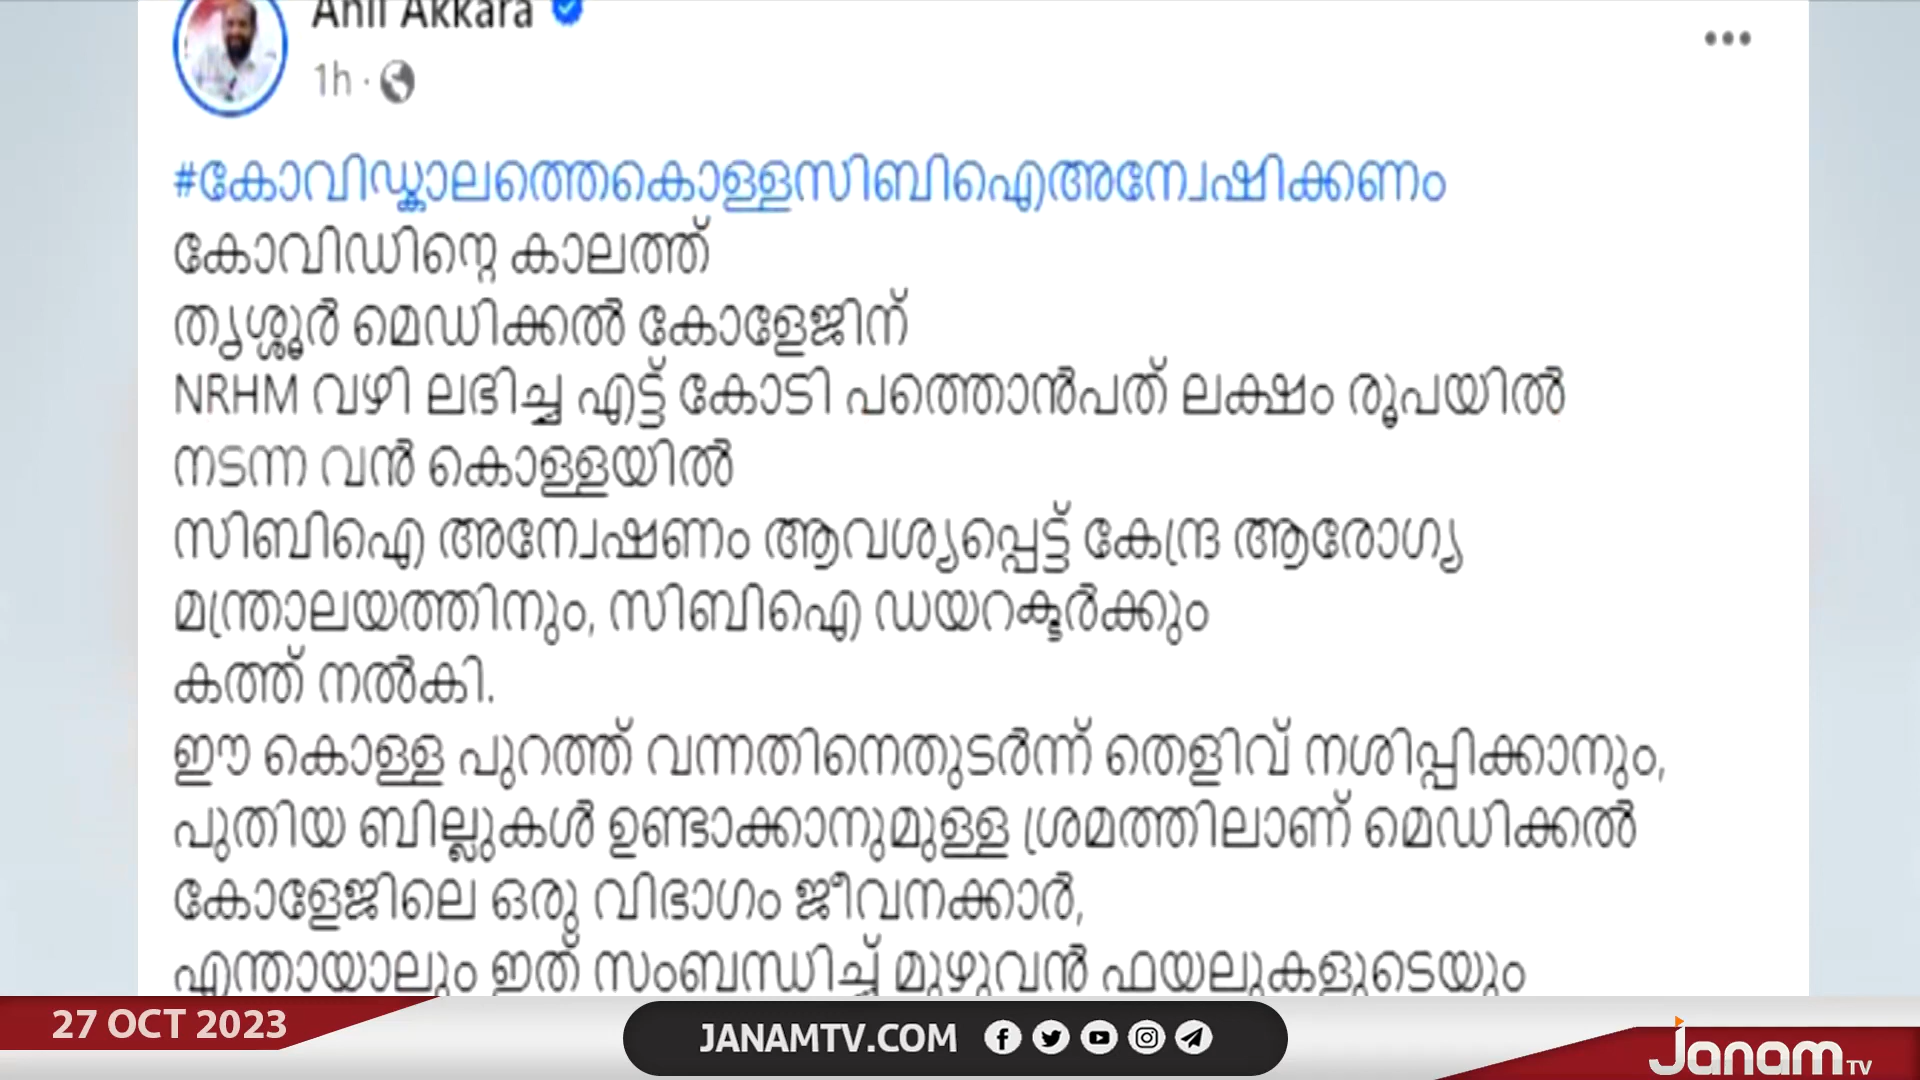 Anil Akkara
1h ·
#കോവിഡ്കാലത്തെകൊള്ളസിബിഐഅന്വേഷിക്കണം
കോവിഡിന്റെ കാലത്ത്
തൃശ്ശൂർ മെഡിക്കൽ കോളേജിന്
NRHM വഴി ലഭിച്ച എട്ട് കോടി പത്തൊൻപത് ലക്ഷം രൂപയിൽ
നടന്ന വൻ കൊള്ളയിൽ
സിബിഐ അന്വേഷണം ആവശ്യപ്പെട്ട് കേന്ദ്ര ആരോഗ്യ
മന്ത്രാലയത്തിനും, സിബിഐ ഡയറക്ടർക്കും
കത്ത് നൽകി.
ഈ കൊള്ള പുറത്ത് വന്നതിനെതുടർന്ന് തെളിവ് നശിപ്പിക്കാനും,
പുതിയ ബില്ലുകൾ ഉണ്ടാക്കാനുമുള്ള ശ്രമത്തിലാണ് മെഡിക്കൽ
കോളേജിലെ ഒരു വിഭാഗം ജീവനക്കാർ,
എന്തായാലും ഇത് സംബന്ധിച്ച് മുഴുവൻ ഫയലുകളുടെയും
27 OCT 2023
JANAMTV.COM
Janam TV